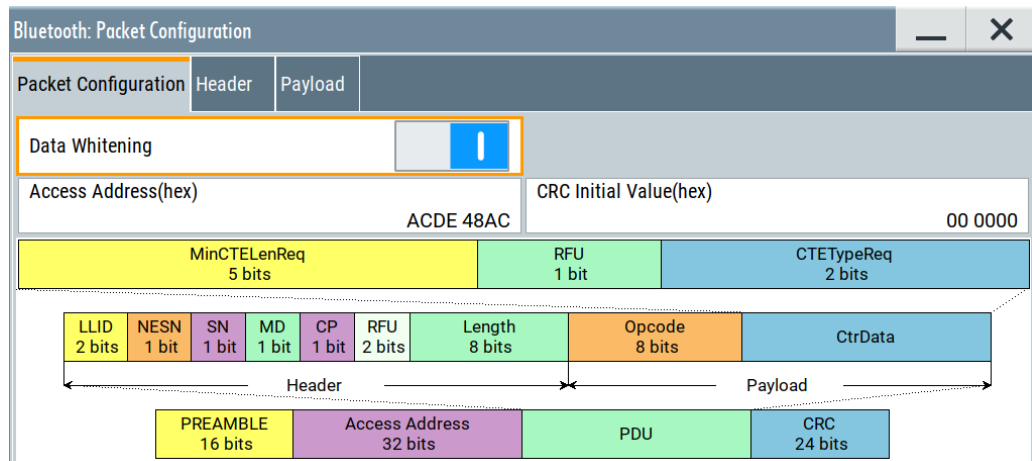 Bluetooth: Packet Configuration
Packet Configuration Header Payload
Data Whitening
Access Address(hex) CRC Initial Value(hex)
ACDE 48AC 00 0000
MinCTELenReq RFU CTETypeReq
5 bits 1 bit 2 bits
LLID NESN SN MD CP RFU Length Opcode CtrData
2 bits 1 bit 1 bit 1 bit 1 bit 2 bits 8 bits 8 bits
Header Payload
PREAMBLE Access Address PDU CRC
16 bits 32 bits 24 bits